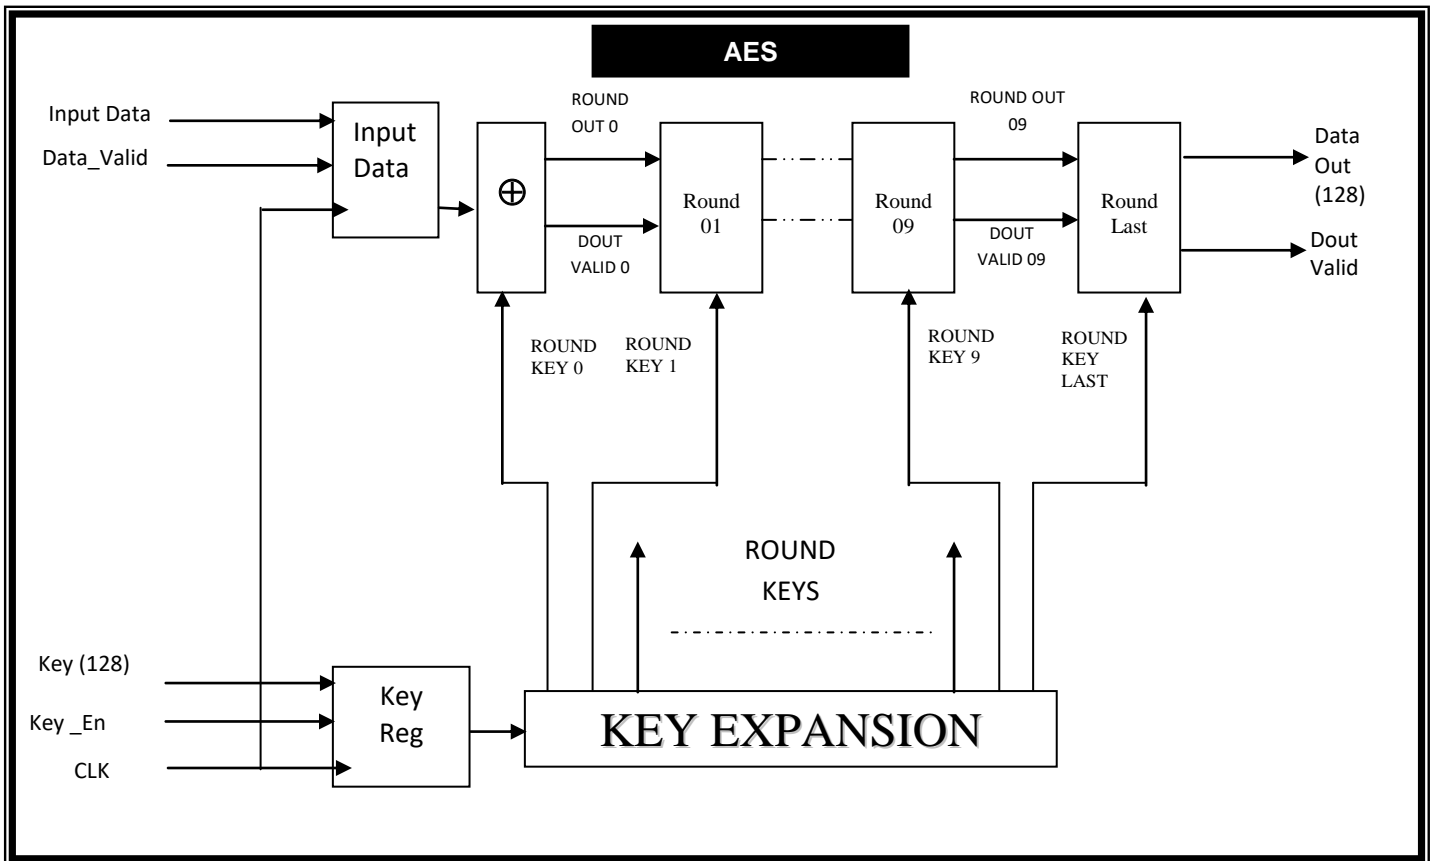 AES
Input Data
Data_Valid
Input
Data
⊕
ROUND
OUT 0
DOUT
VALID 0
Round
01
Round
09
ROUND OUT
09
DOUT
VALID 09
Round
Last
Data
Out
(128)
Dout
Valid
ROUND
KEY 0
ROUND
KEY 1
ROUND
KEY 9
ROUND
KEY
LAST
ROUND
KEYS
Key (128)
Key _En
CLK
Key
Reg
KEY EXPANSION